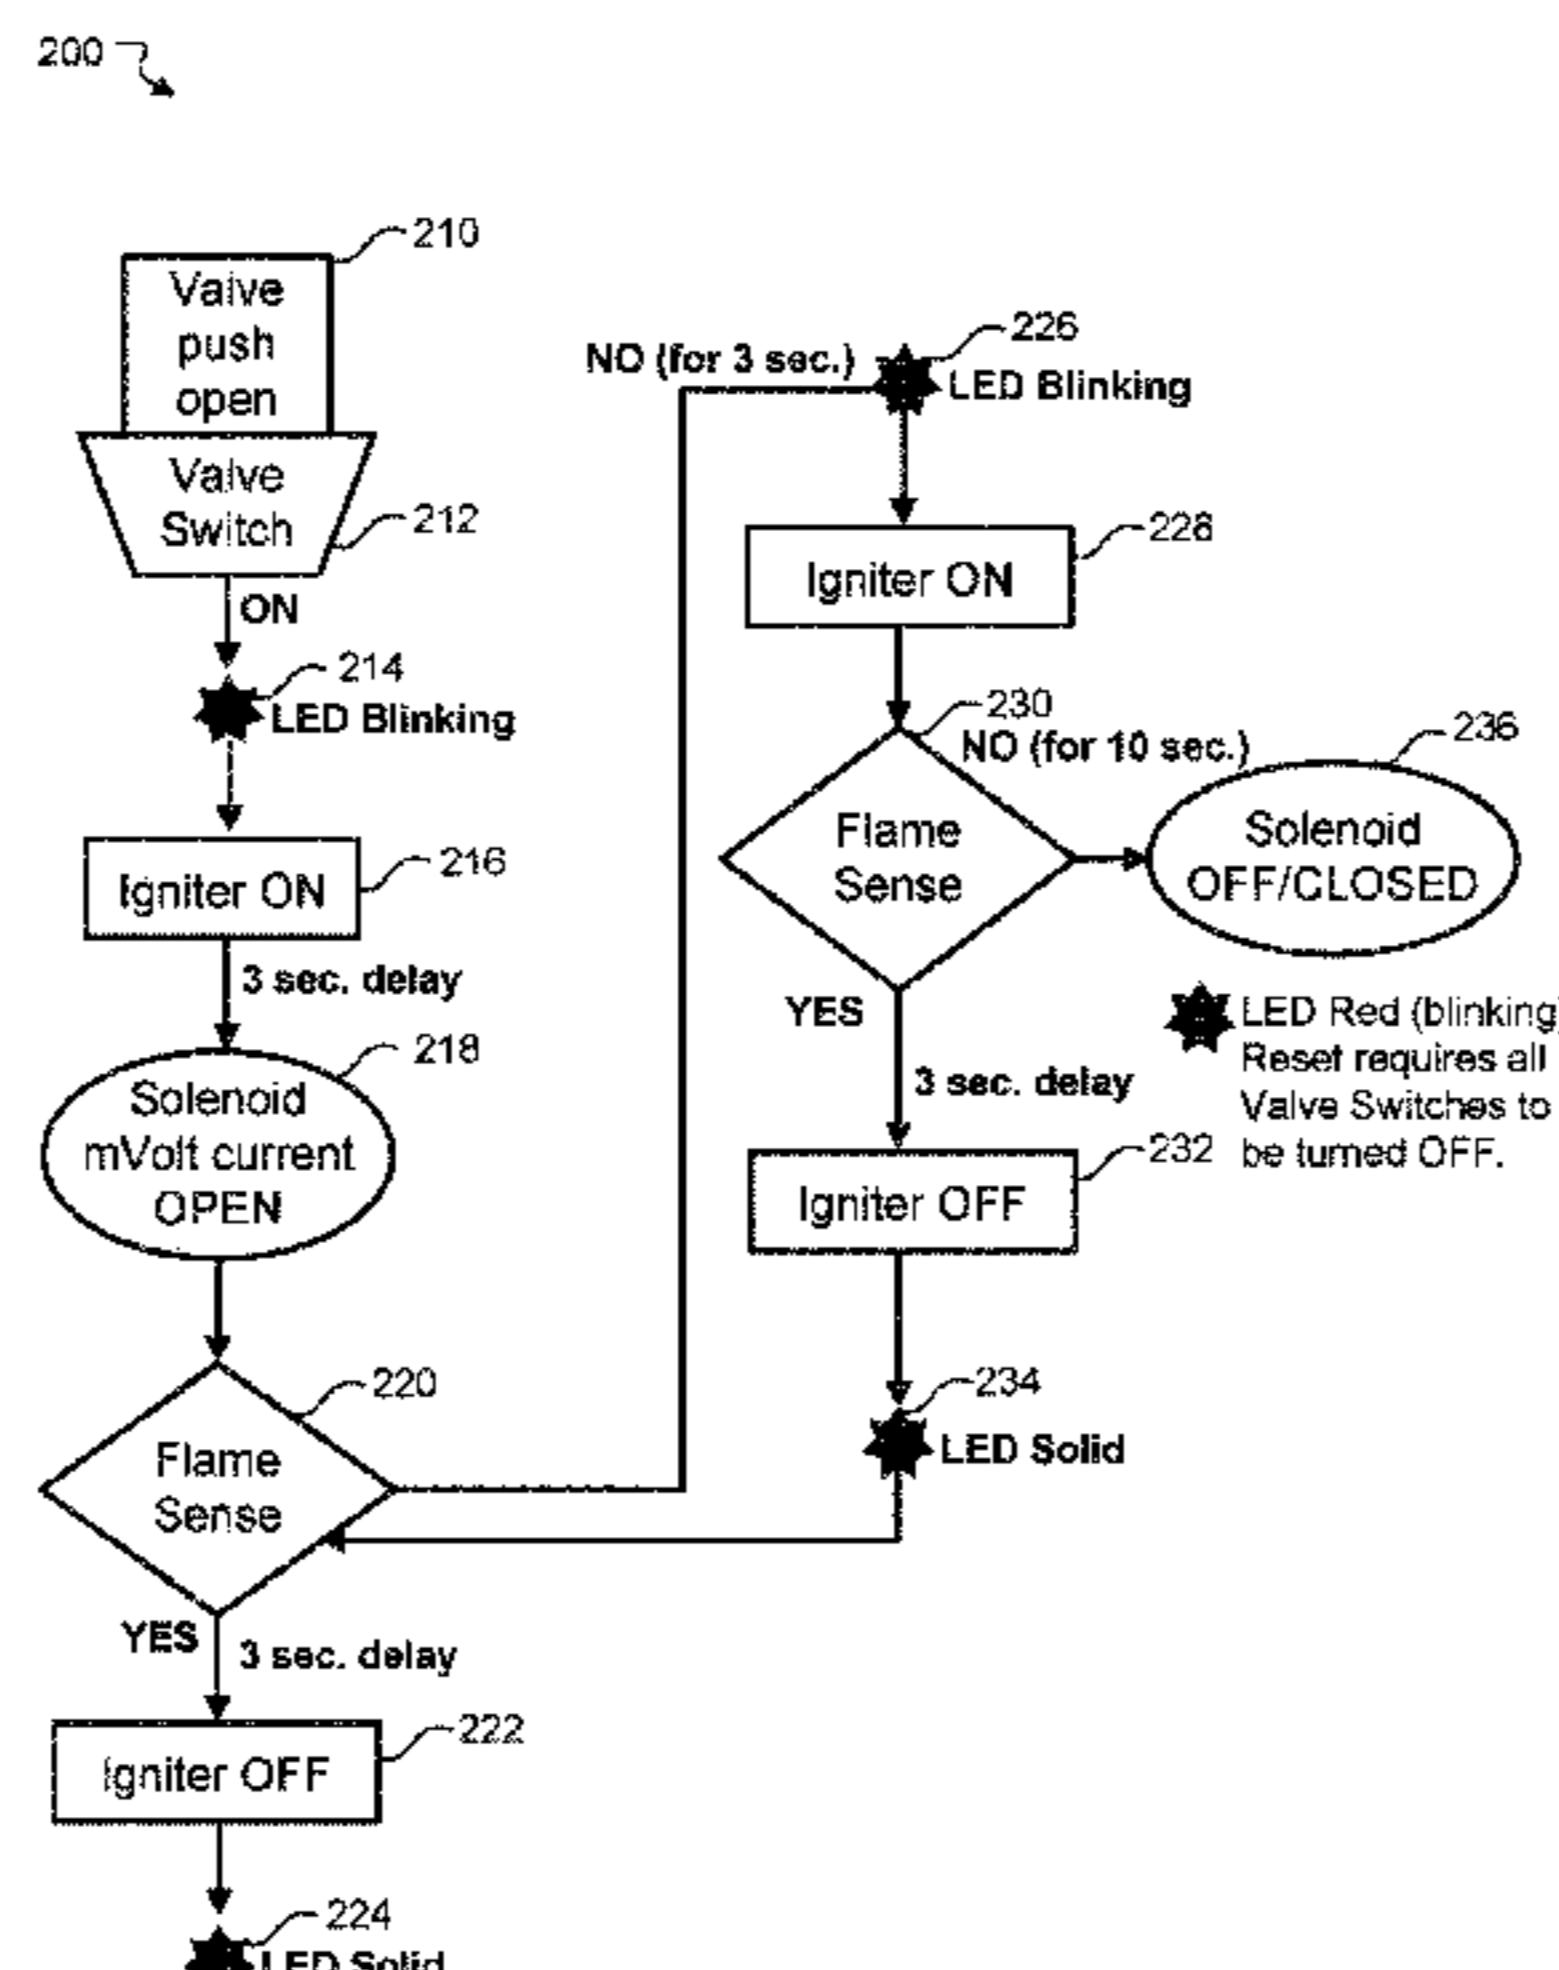 200
210
Valve
push
open
Valve
Switch
212
ON
214
LED Blinking
Igniter ON
216
3 sec. delay
218
Solenoid
mVolt current
OPEN
220
Flame
Sense
YES
3 sec. delay
222
Igniter OFF
224
LED Solid
NO (for 3 sec.)
226
LED Blinking
228
Igniter ON
230
NO (for 10 sec.)
Flame
Sense
236
Solenoid
OFF/CLOSED
LED Red (blinking)
Reset requires all
Valve Switches to
be turned OFF.
YES
3 sec. delay
232
Igniter OFF
234
LED Solid